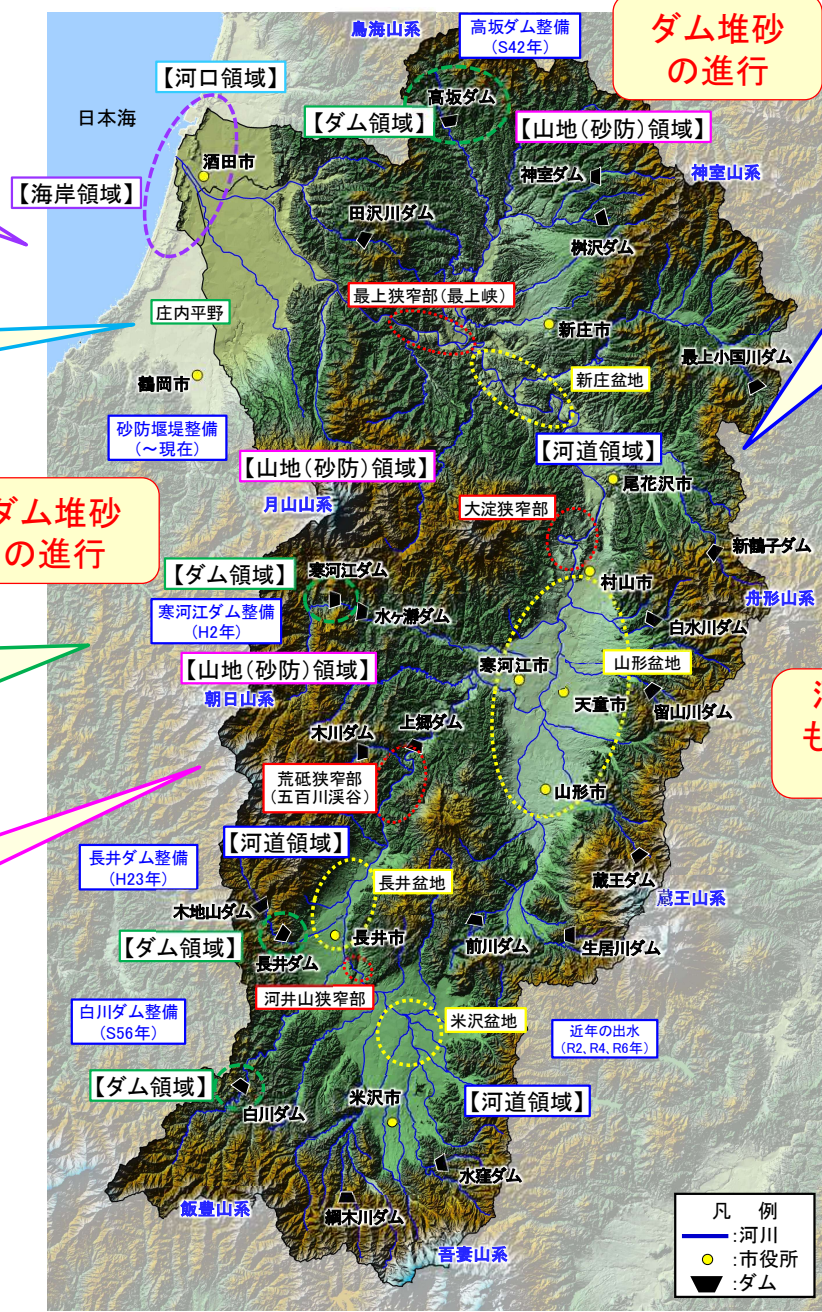 鳥海山系
高坂ダム整備
(S42年)
ダム堆砂
の進行
【河口領域】
日本海
高坂ダム
【ダム領域】
【山地(砂防)領域】
酒田市
神室ダム
神室山系
【海岸領域】
田沢川ダム
桝沢ダム
最上狭窄部(最上峡)
庄内平野
新庄市
最上小国川ダム
鶴岡市
新庄盆地
砂防堰堤整備
(~現在)
【河道領域】
【山地(砂防)領域】
尾花沢市
月山山系
大淀狭窄部
ダム堆砂
の進行
新鶴子ダム
【ダム領域】
寒河江ダム
村山市
舟形山系
寒河江ダム整備
(H2年)
水ヶ瀞ダム
白水川ダム
【山地(砂防)領域】
寒河江市
山形盆地
朝日山系
天童市
留山川ダム
木川ダム
上郷ダム
も
荒砥狭窄部
(五百川渓谷)
山形市
【河道領域】
長井ダム整備
(H23年)
長井盆地
蔵王ダム
蔵王山系
木地山ダム
【ダム領域】
長井ダム
長井市
前川ダム
生居川ダム
河井山狭窄部
白川ダム整備
(S56年)
米沢盆地
近年の出水
(R2、R4、R6年)
【ダム領域】
白川ダム
米沢市
【河道領域】
水窪ダム
飯豊山系
綱木川ダム
吾妻山系
凡 例
:河川
:市役所
:ダム